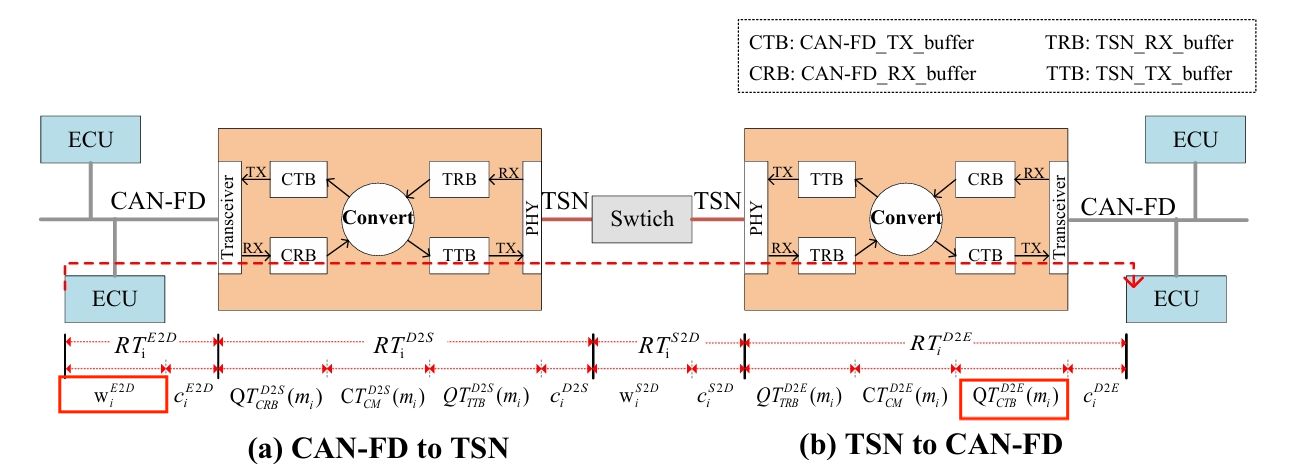 CTB: CAN-FD_TX_buffer TRB: TSN_RX_buffer
CRB: CAN-FD_RX_buffer TTB: TSN_TX_buffer
ECU ECU
TX CTB TRB RX TX TTB CRB RX
CAN-FD Transceiver Convert PHY TSN Swtich TSN PHY Convert Transceiver CAN-FD
RX CRB TTB TX RX TRB CTB TX
ECU ECU
RT_i^{E2D} RT_i^{D2S} RT_i^{S2D} RT_i^{D2E}
w_i^{E2D} c_i^{E2D} QT_{CRB}^{D2S}(m_i) CT_{CM}^{D2S}(m_i) QT_{TTB}^{D2S}(m_i) c_i^{D2S} w_i^{S2D} c_i^{S2D} QT_{TRB}^{D2E}(m_i) CT_{CM}^{D2E}(m_i) QT_{CTB}^{D2E}(m_i) c_i^{D2E}
(a) CAN-FD to TSN (b) TSN to CAN-FD